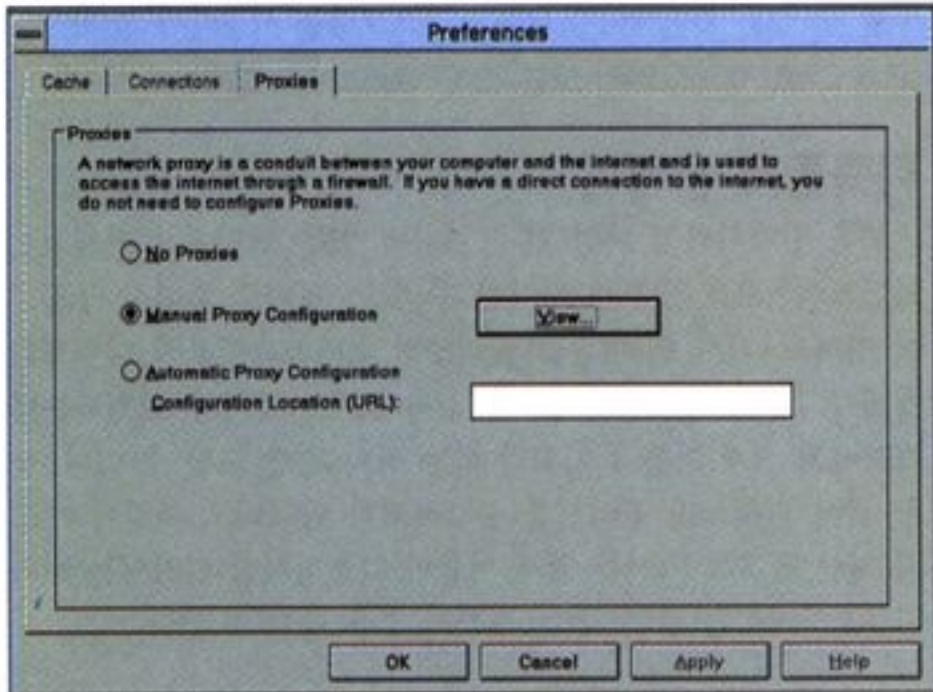 Preferences
Cache Connections Proxies
Proxies
A network proxy is a conduit between your computer and the internet and is used to
access the internet through a firewall. If you have a direct connection to the internet, you
do not need to configure Proxies.
No Proxies
Manual Proxy Configuration View...
Automatic Proxy Configuration
Configuration Location (URL):
OK Cancel Apply Help